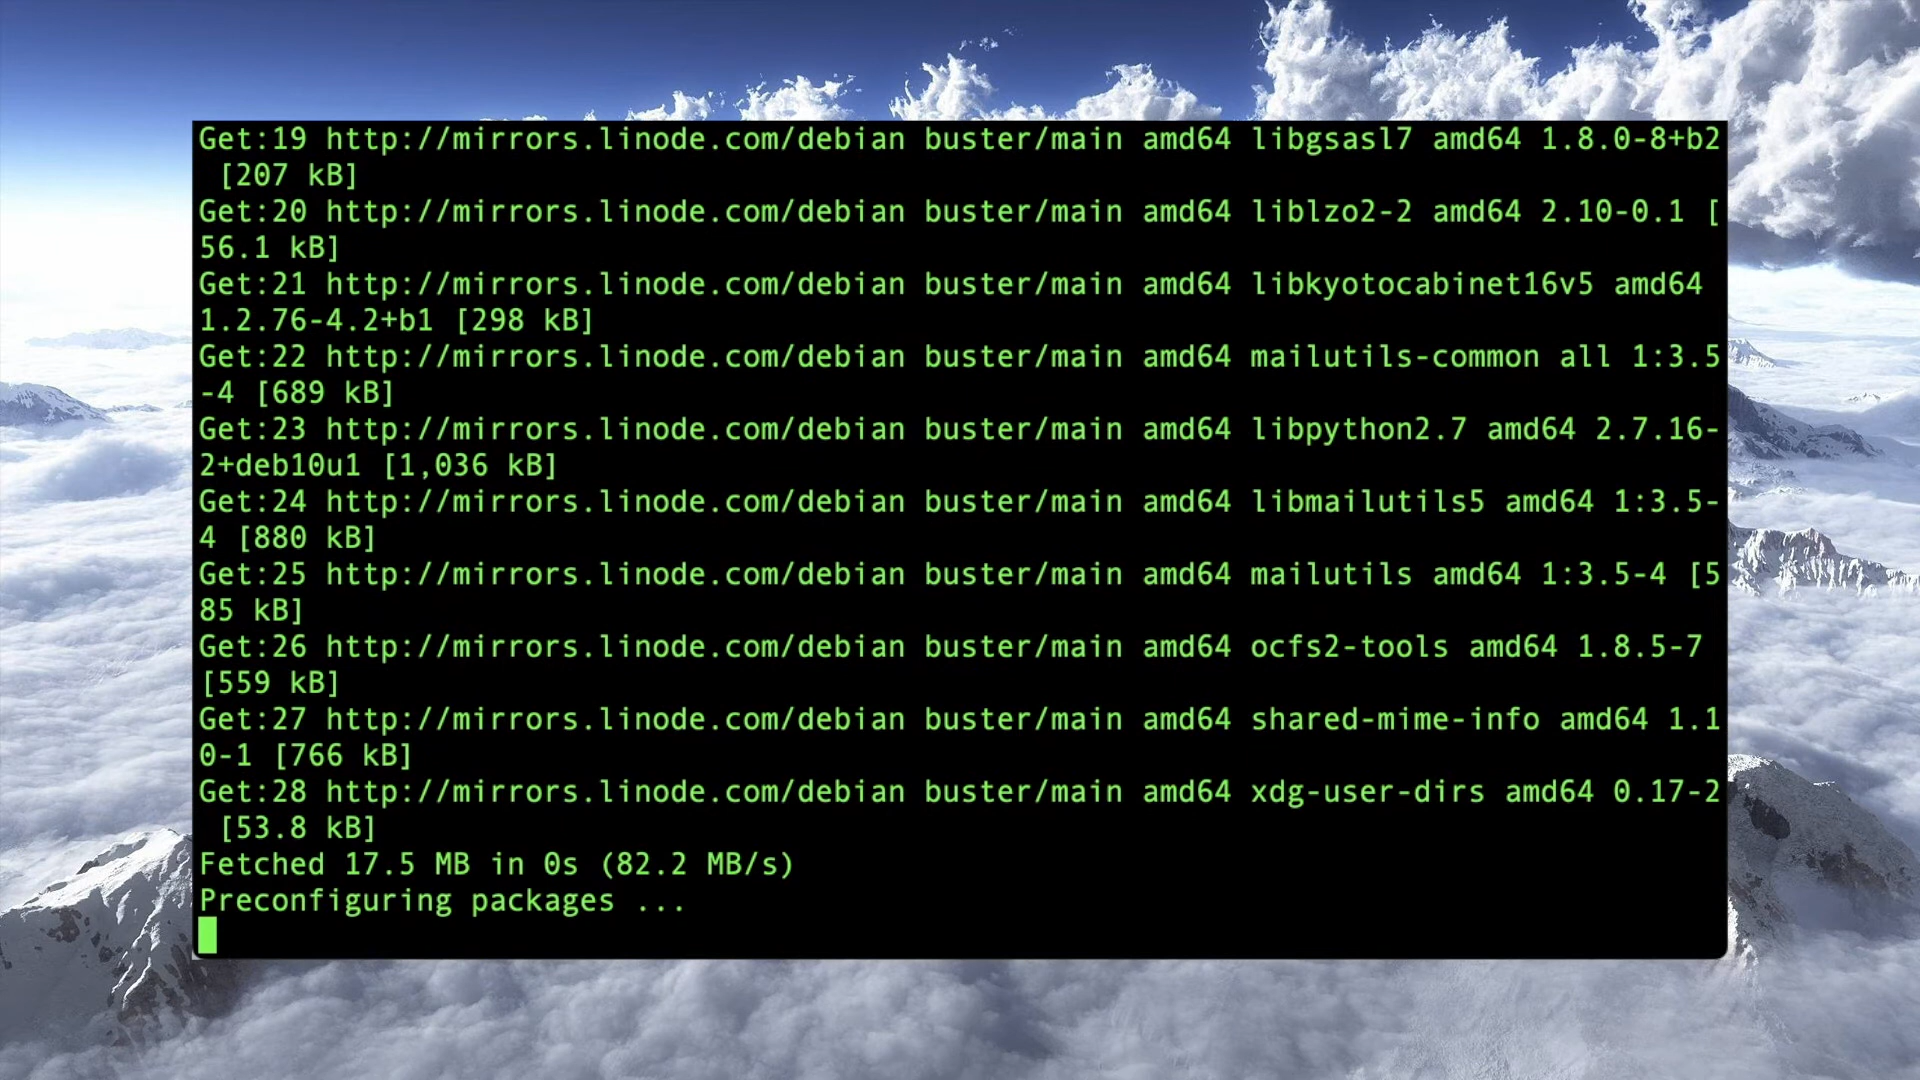 Get:19 http://mirrors.linode.com/debian buster/main amd64 libgsasl7 amd64 1.8.0-8+b2
 [207 kB]
Get:20 http://mirrors.linode.com/debian buster/main amd64 liblzo2-2 amd64 2.10-0.1 [
56.1 kB]
Get:21 http://mirrors.linode.com/debian buster/main amd64 libkyotocabinet16v5 amd64
1.2.76-4.2+b1 [298 kB]
Get:22 http://mirrors.linode.com/debian buster/main amd64 mailutils-common all 1:3.5
-4 [689 kB]
Get:23 http://mirrors.linode.com/debian buster/main amd64 libpython2.7 amd64 2.7.16-
2+deb10u1 [1,036 kB]
Get:24 http://mirrors.linode.com/debian buster/main amd64 libmailutils5 amd64 1:3.5-
4 [880 kB]
Get:25 http://mirrors.linode.com/debian buster/main amd64 mailutils amd64 1:3.5-4 [5
85 kB]
Get:26 http://mirrors.linode.com/debian buster/main amd64 ocfs2-tools amd64 1.8.5-7
[559 kB]
Get:27 http://mirrors.linode.com/debian buster/main amd64 shared-mime-info amd64 1.1
0-1 [766 kB]
Get:28 http://mirrors.linode.com/debian buster/main amd64 xdg-user-dirs amd64 0.17-2
 [53.8 kB]
Fetched 17.5 MB in 0s (82.2 MB/s)
Preconfiguring packages ...